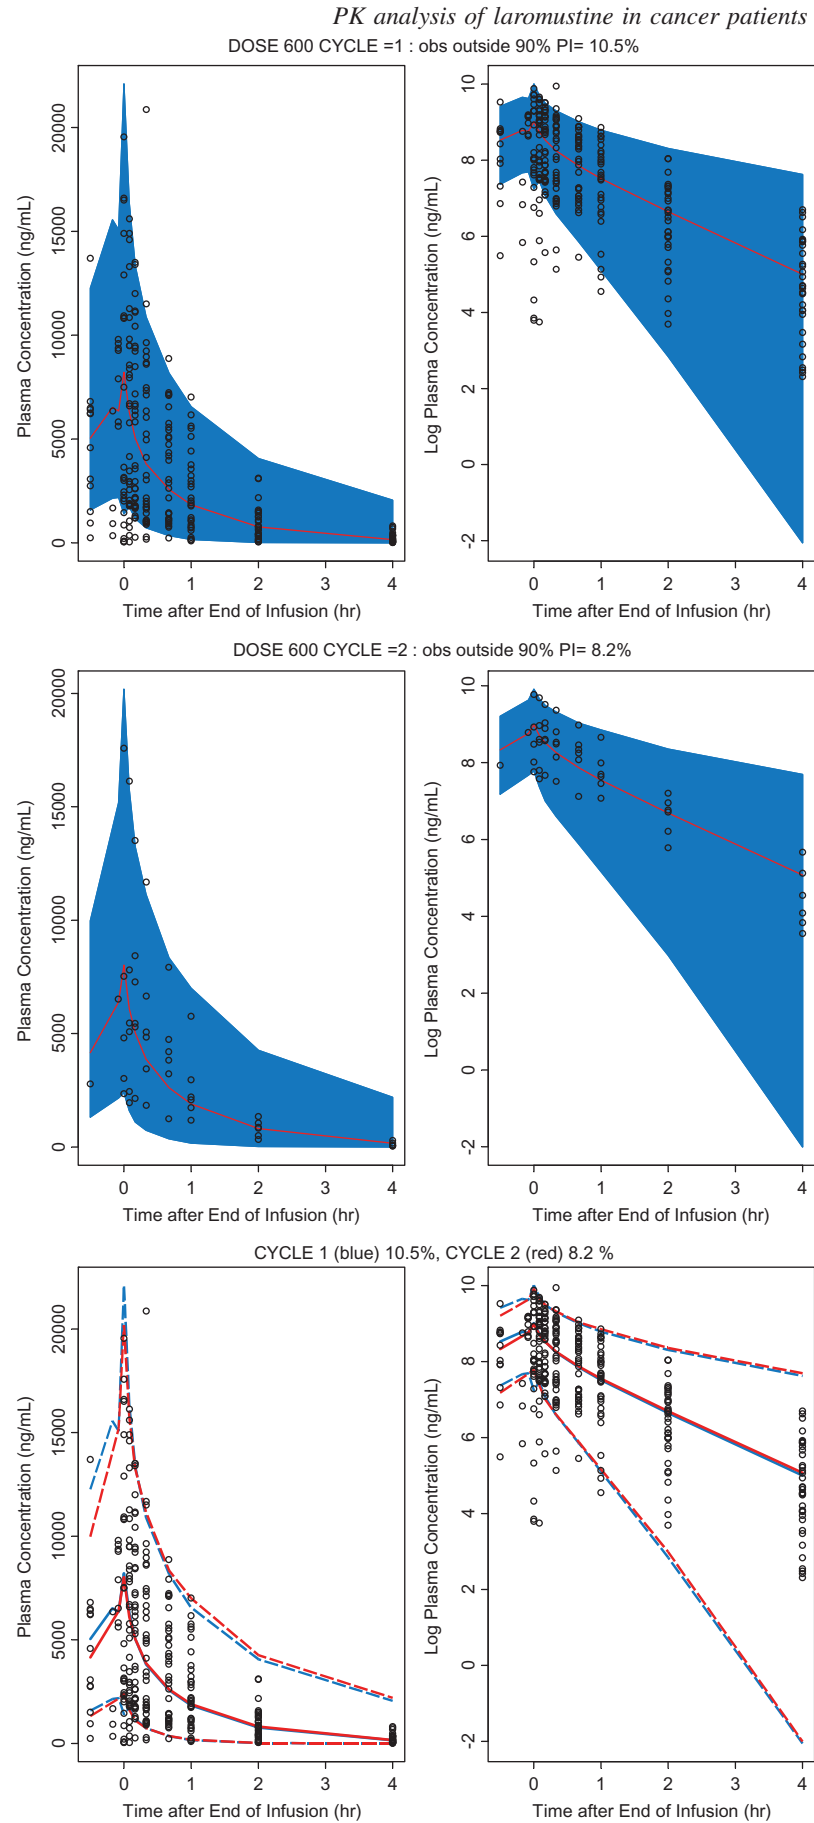 PK analysis of laromustine in cancer patients
DOSE 600 CYCLE =1 : obs outside 90% PI= 10.5%
Plasma Concentration (ng/mL)
0 5000 10000 15000 20000
0 1 2 3 4
Time after End of Infusion (hr)
Log Plasma Concentration (ng/mL)
-2 0 2 4 6 8 10
0 1 2 3 4
Time after End of Infusion (hr)
DOSE 600 CYCLE =2 : obs outside 90% PI= 8.2%
Plasma Concentration (ng/mL)
0 5000 10000 15000 20000
0 1 2 3 4
Time after End of Infusion (hr)
Log Plasma Concentration (ng/mL)
-2 0 2 4 6 8 10
0 1 2 3 4
Time after End of Infusion (hr)
CYCLE 1 (blue) 10.5%, CYCLE 2 (red) 8.2 %
Plasma Concentration (ng/mL)
0 5000 10000 15000 20000
0 1 2 3 4
Time after End of Infusion (hr)
Log Plasma Concentration (ng/mL)
-2 0 2 4 6 8 10
0 1 2 3 4
Time after End of Infusion (hr)